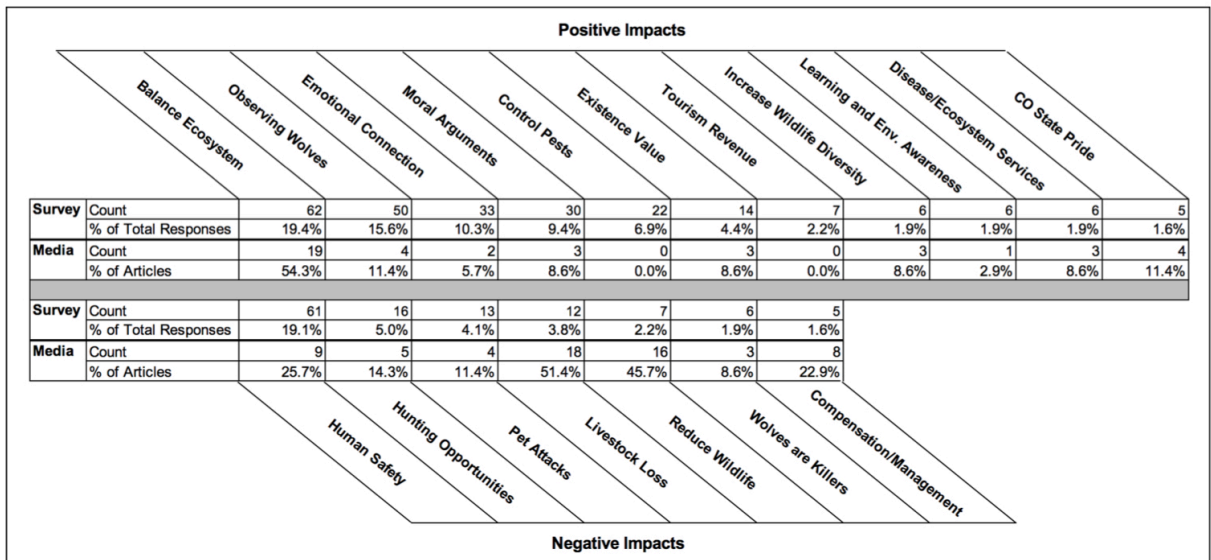 Positive Impacts
Balance Ecosystem
Observing Wolves
Emotional Connection
Moral Arguments
Control Pests
Existence Value
Tourism Revenue
Increase Wildlife Diversity
Learning and Env. Awareness
Disease/Ecosystem Services
CO State Pride
Survey Count 62 50 33 30 22 14 7 6 6 6 5
% of Total Responses 19.4% 15.6% 10.3% 9.4% 6.9% 4.4% 2.2% 1.9% 1.9% 1.9% 1.6%
Media Count 19 4 2 3 0 3 0 3 1 3 4
% of Articles 54.3% 11.4% 5.7% 8.6% 0.0% 8.6% 0.0% 8.6% 2.9% 8.6% 11.4%
Survey Count 61 16 13 12 7 6 5
% of Total Responses 19.1% 5.0% 4.1% 3.8% 2.2% 1.9% 1.6%
Media Count 9 5 4 18 16 3 8
% of Articles 25.7% 14.3% 11.4% 51.4% 45.7% 8.6% 22.9%
Human Safety
Hunting Opportunities
Pet Attacks
Livestock Loss
Reduce Wildlife
Wolves are Killers
Compensation/Management
Negative Impacts